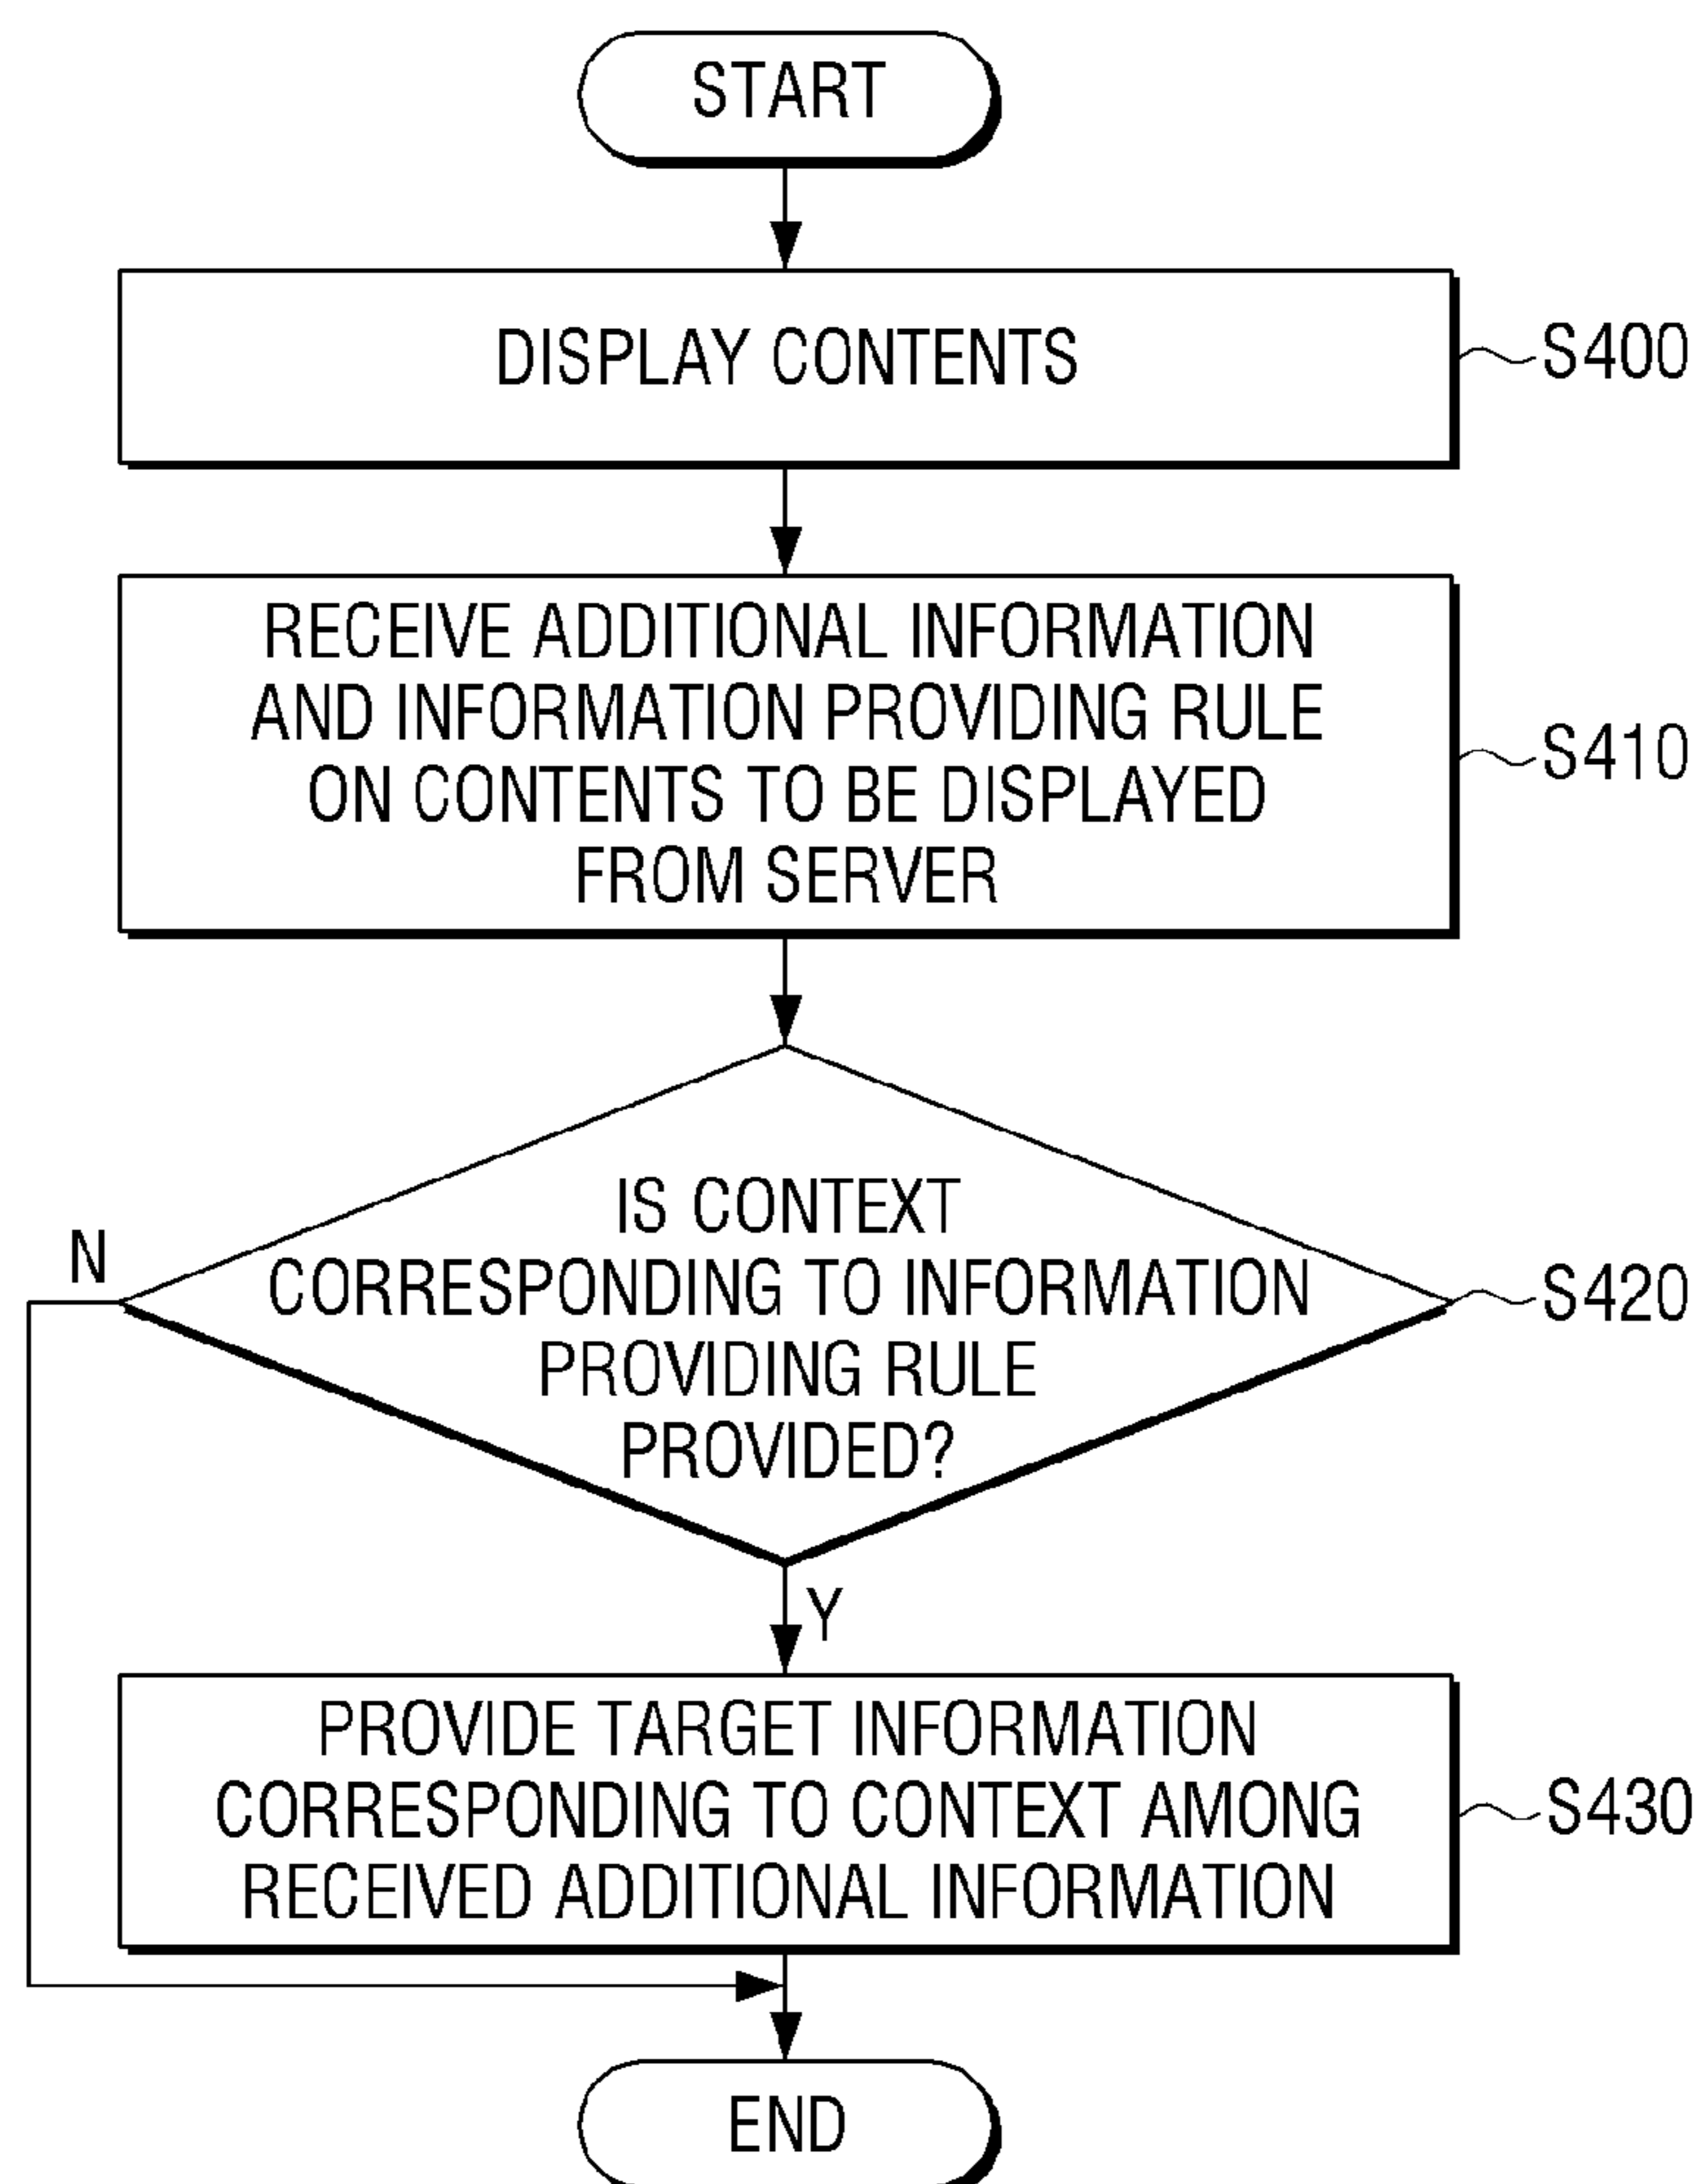 START
DISPLAY CONTENTS
S400
RECEIVE ADDITIONAL INFORMATION
AND INFORMATION PROVIDING RULE
ON CONTENTS TO BE DISPLAYED
FROM SERVER
S410
IS CONTEXT
CORRESPONDING TO INFORMATION
PROVIDING RULE
PROVIDED?
N
S420
Y
PROVIDE TARGET INFORMATION
CORRESPONDING TO CONTEXT AMONG
RECEIVED ADDITIONAL INFORMATION
S430
END